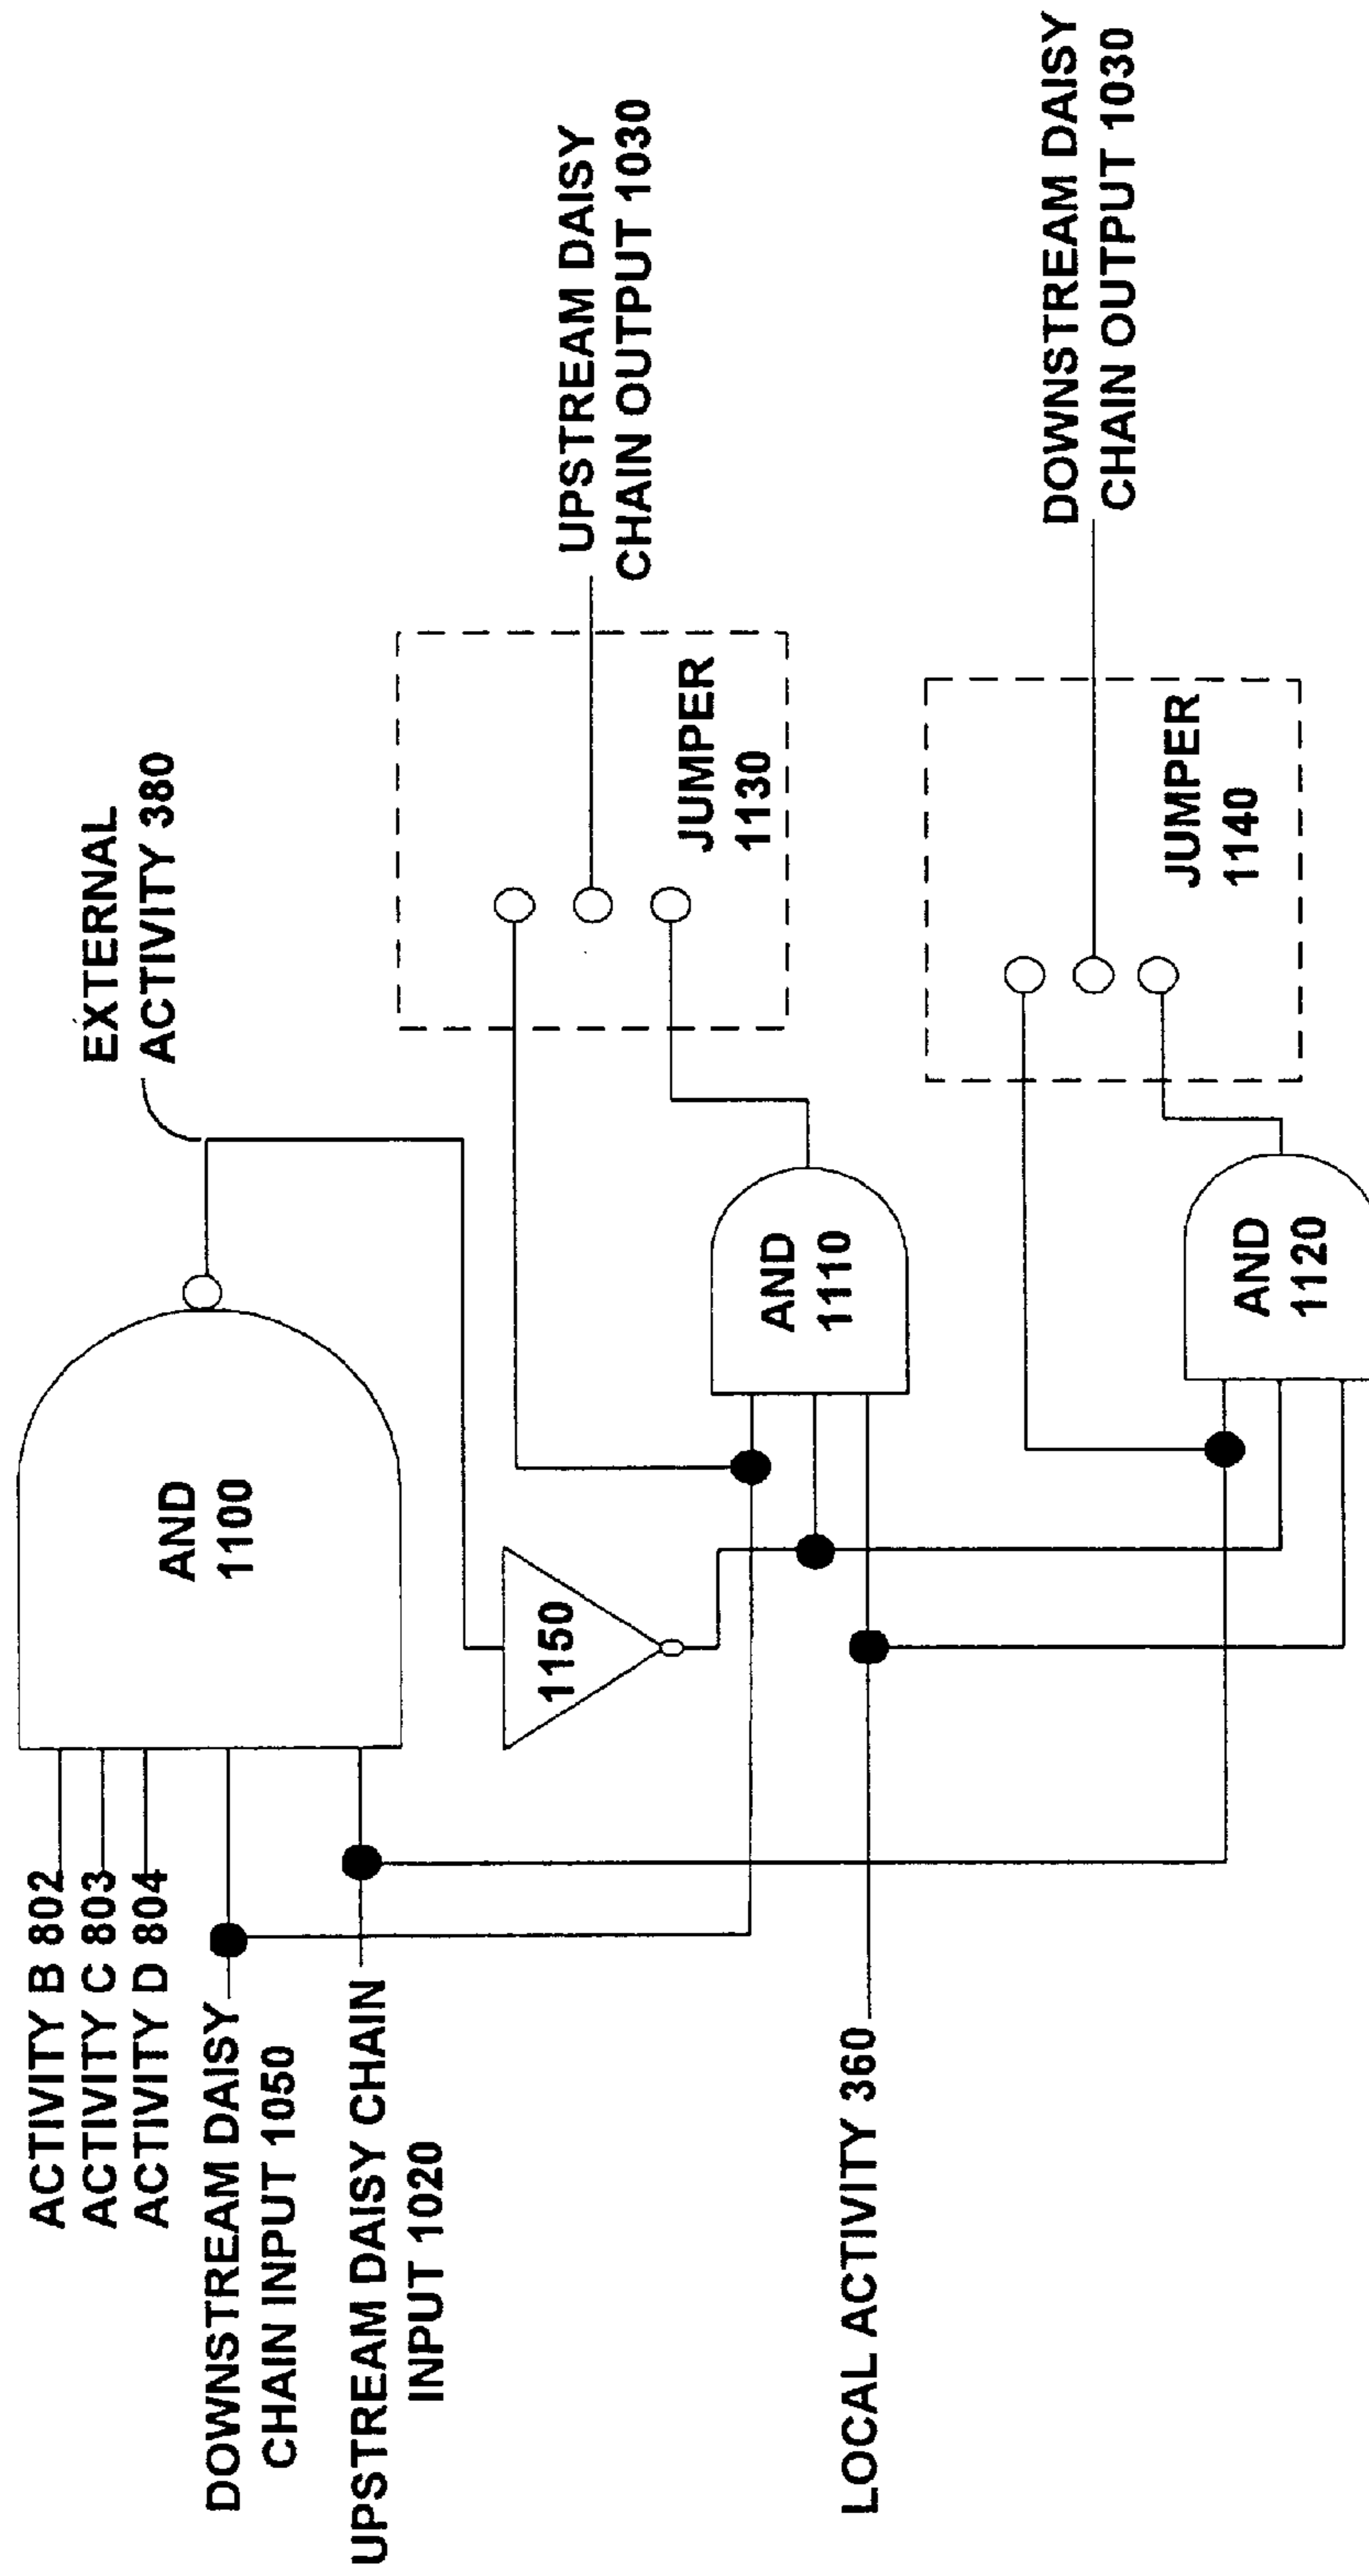 ACTIVITY B 802
ACTIVITY C 803
ACTIVITY D 804
DOWNSTREAM DAISY
CHAIN INPUT 1050
UPSTREAM DAISY CHAIN
INPUT 1020
LOCAL ACTIVITY 360
AND
1100
1150
EXTERNAL
ACTIVITY 380
AND
1110
AND
1120
JUMPER
1130
JUMPER
1140
UPSTREAM DAISY
CHAIN OUTPUT 1030
DOWNSTREAM DAISY
CHAIN OUTPUT 1030